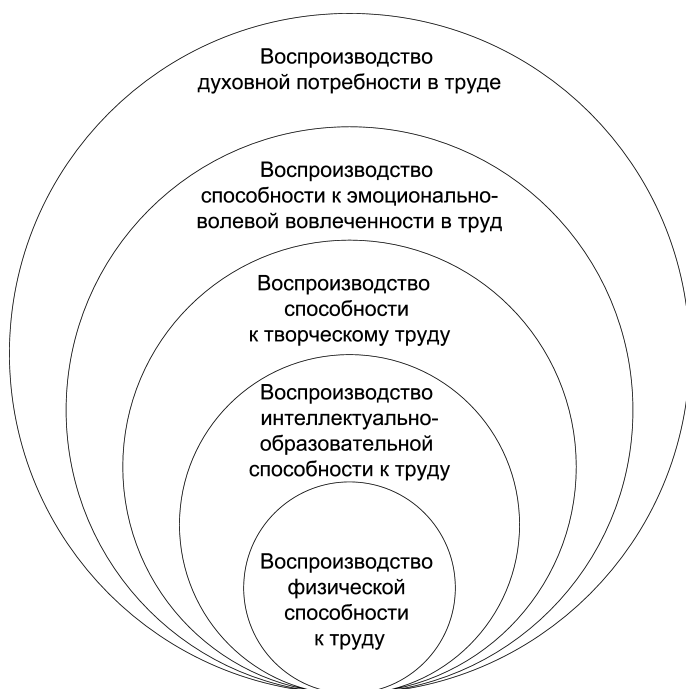 Воспроизводство
духовной потребности в труде
Воспроизводство
способности к эмоционально-
волевой вовлеченности в труд
Воспроизводство
способности
к творческому труду
Воспроизводство
интеллектуально-
образовательной
способности к труду
Воспроизводство
физической
способности
к труду